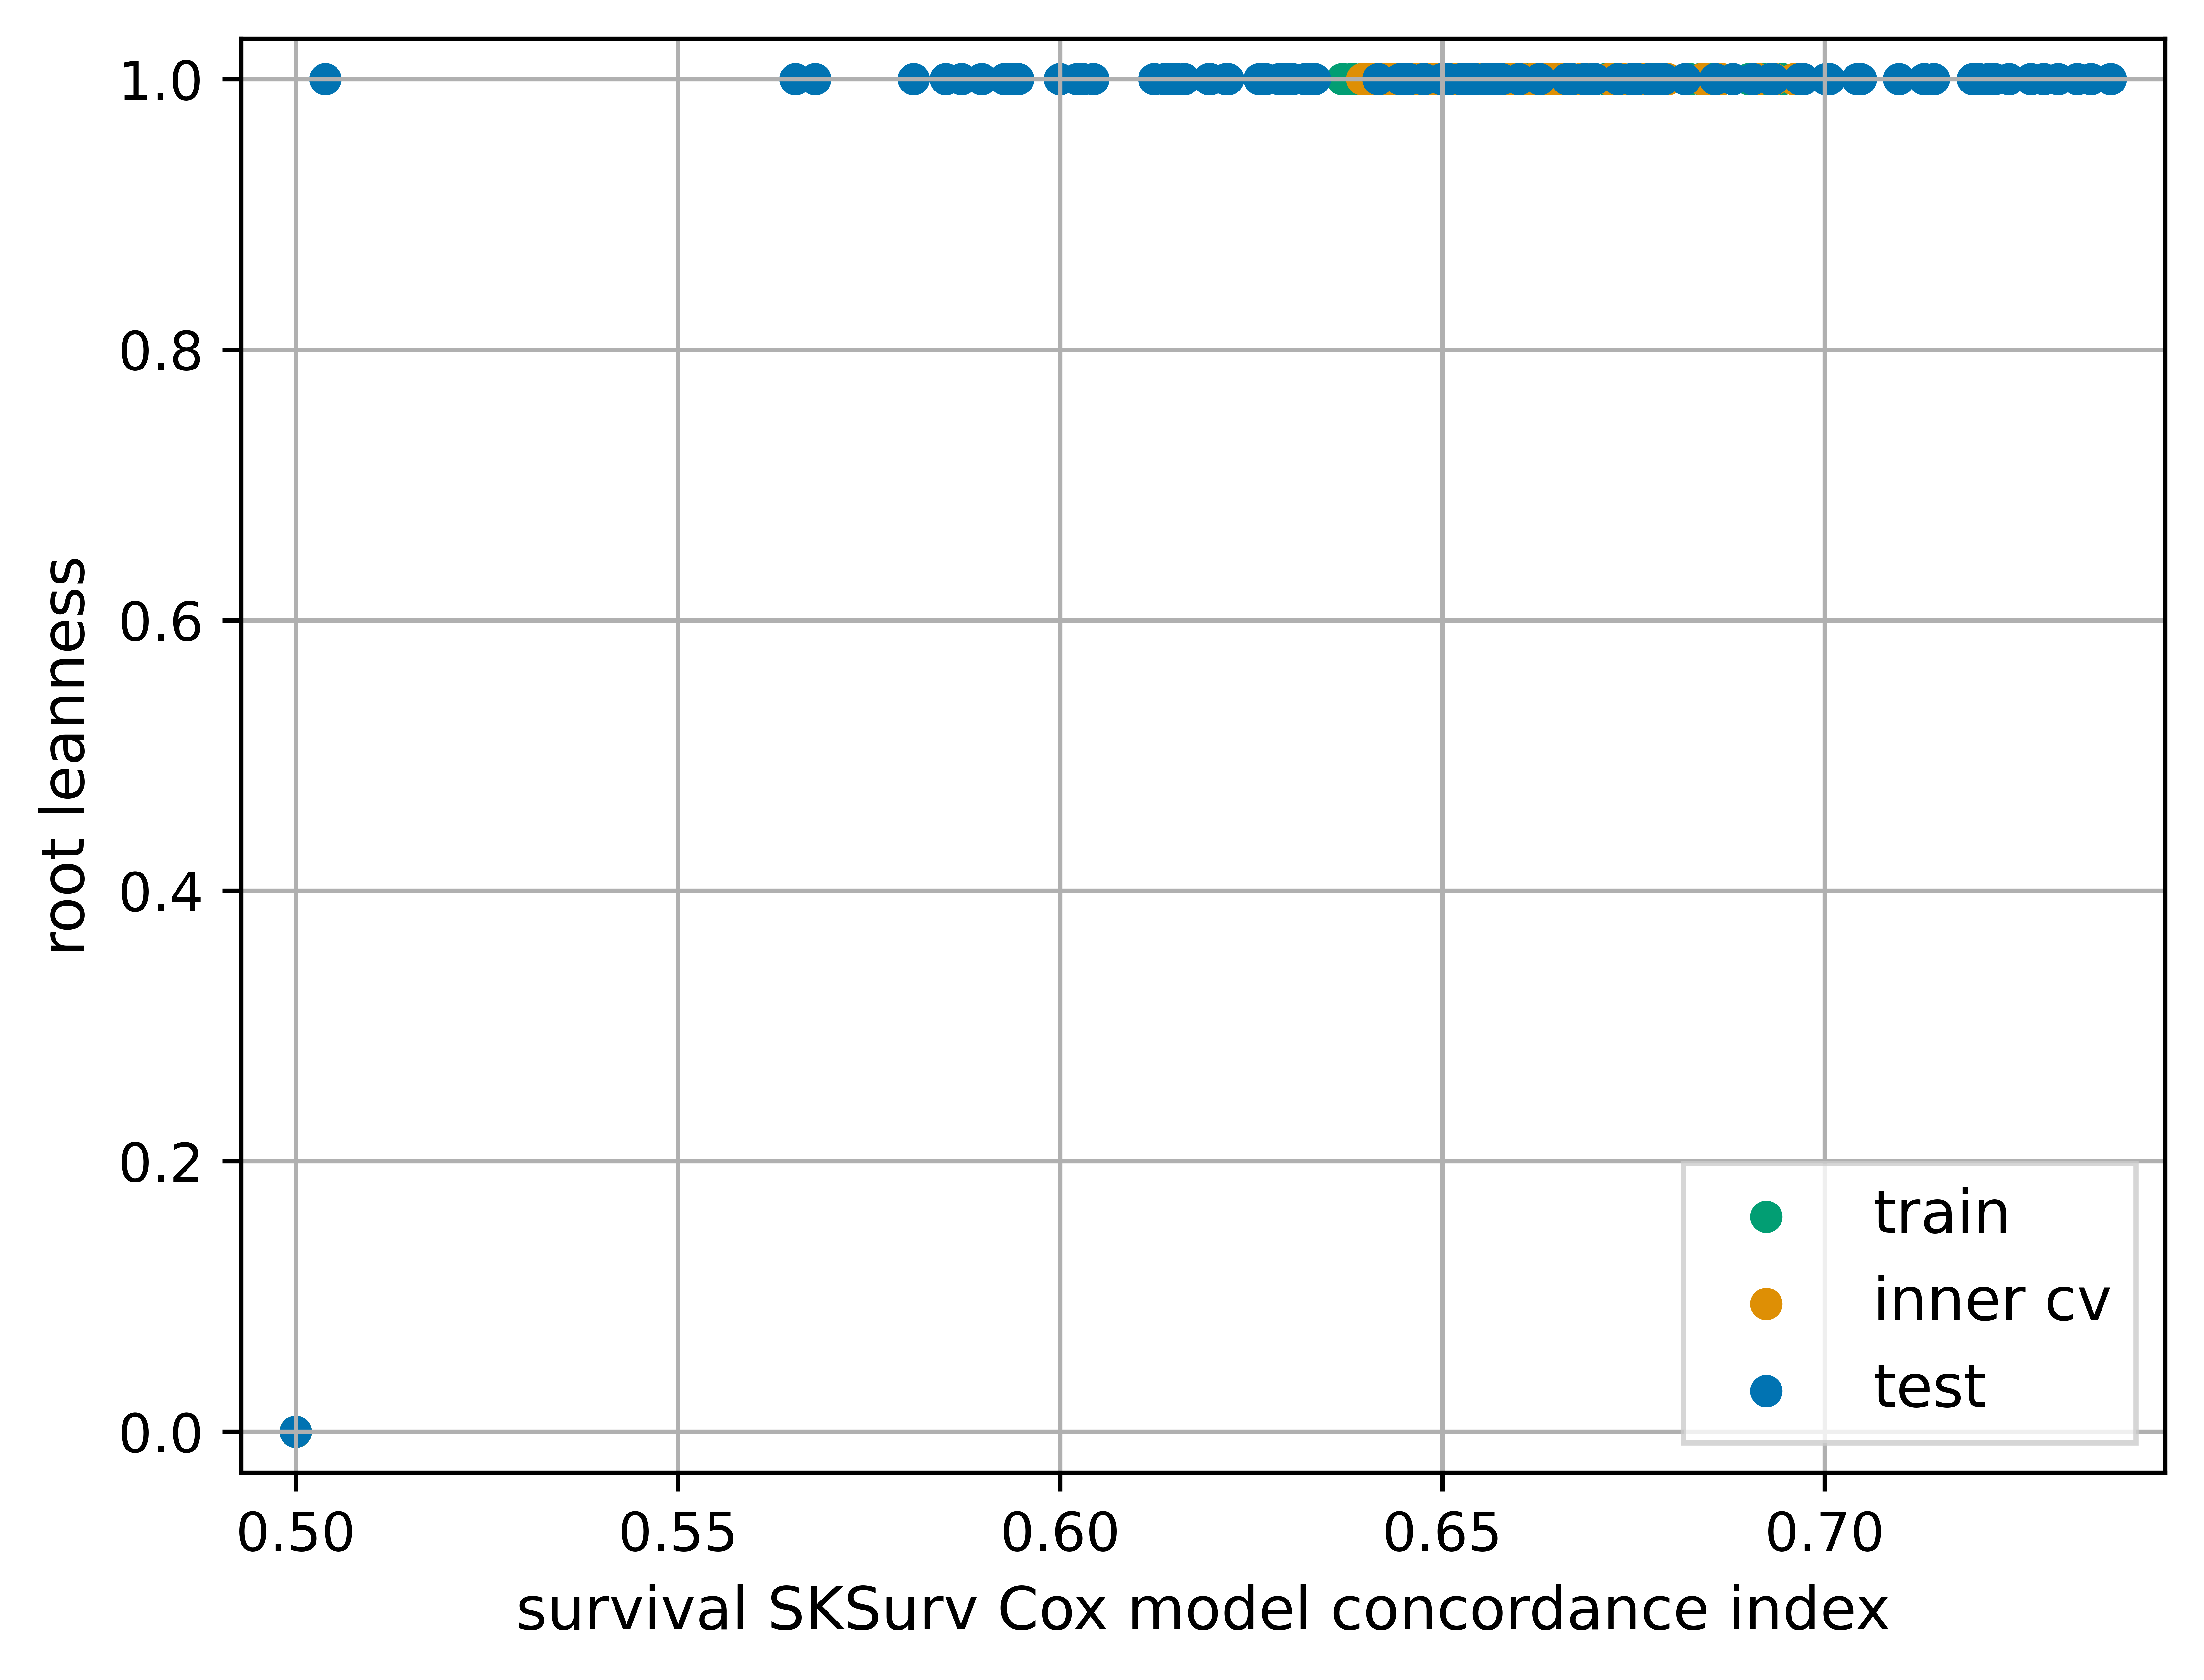 1.0
0.8
0.6
0.4
0.2
0.0
root leanness
train
inner cv
test
0.50 0.55 0.60 0.65 0.70
survival SKSurv Cox model concordance index